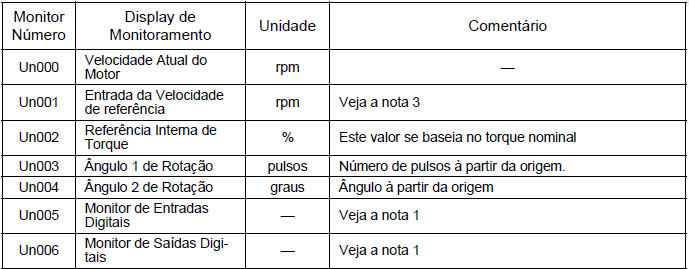 Monitor Número Display de Monitoramento Unidade Comentário
Un000 Velocidade Atual do Motor rpm —
Un001 Entrada da Velocidade de referência rpm Veja a nota 3
Un002 Referência Interna de Torque % Este valor se baseia no torque nominal
Un003 Ângulo 1 de Rotação pulsos Número de pulsos à partir da origem.
Un004 Ângulo 2 de Rotação graus Ângulo à partir da origem
Un005 Monitor de Entradas Digitais — Veja a nota 1
Un006 Monitor de Saídas Digi-tais — Veja a nota 1